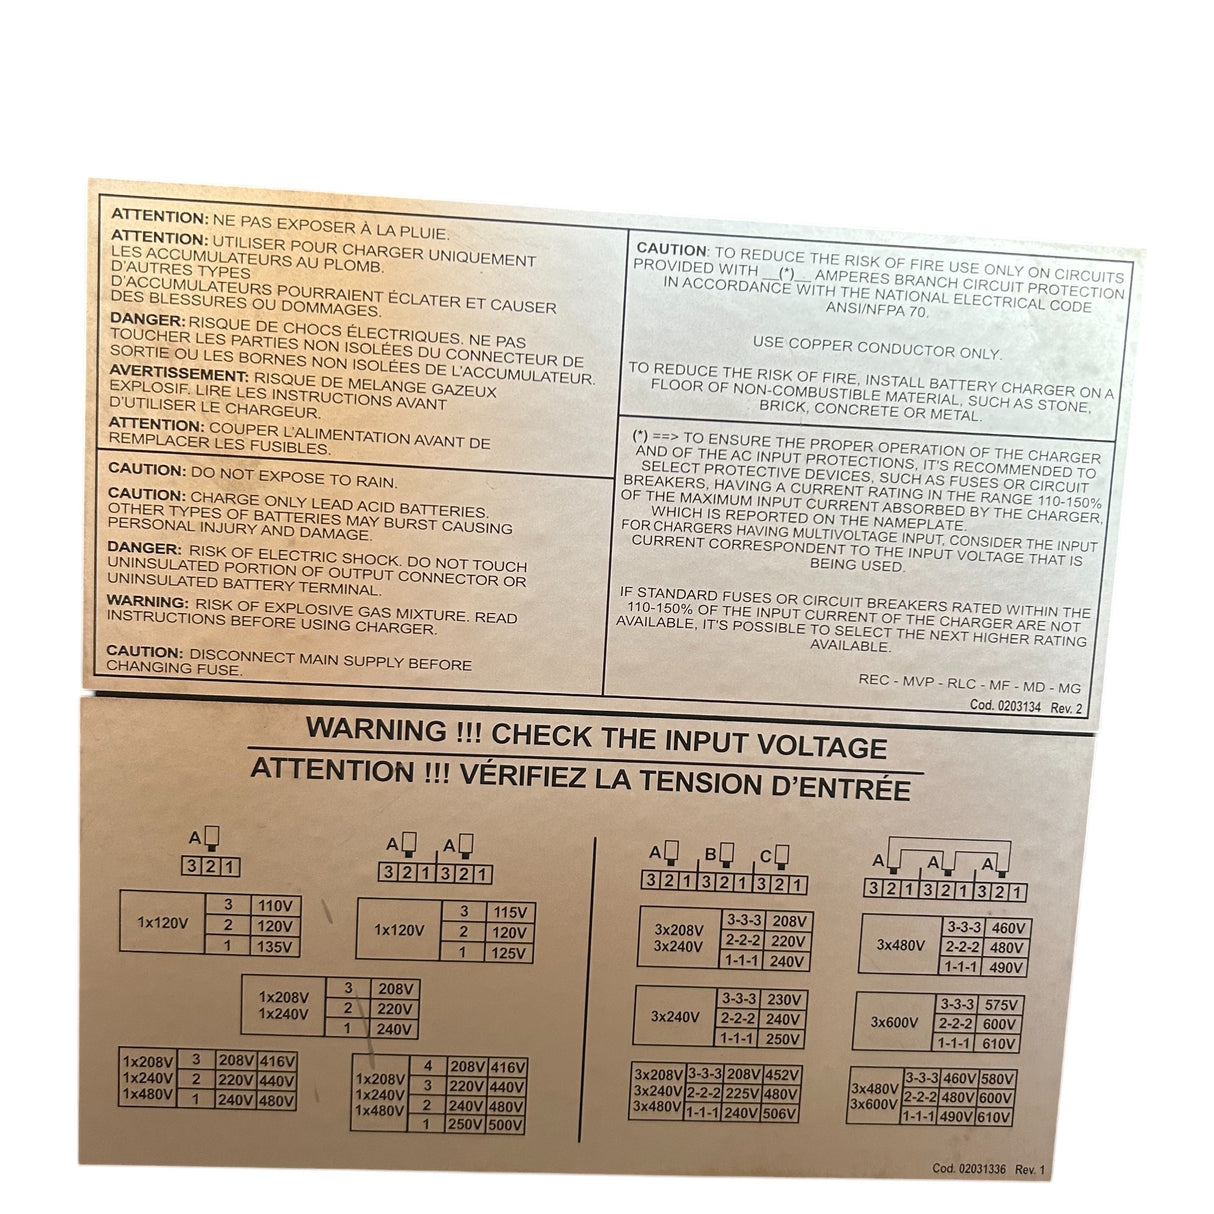 ATTENTION: NE PAS EXPOSER À LA PLUIE.
ATTENTION: UTILISER POUR CHARGER UNIQUEMENT
LES ACCUMULATEURS AU PLOMB.
D'AUTRES TYPES
D'ACCUMULATEURS POURRAIENT ÉCLATER ET CAUSER
DES BLESSURES OU DOMMAGES.
DANGER: RISQUE DE CHOCS ÉLECTRIQUES. NE PAS
TOUCHER LES PARTIES NON ISOLÉES DU CONNECTEUR DE
SORTIE OU LES BORNES NON ISOLÉES DE L'ACCUMULATEUR.
AVERTISSEMENT: RISQUE DE MELANGE GAZEUX
EXPLOSIF. LIRE LES INSTRUCTIONS AVANT
D'UTILISER LE CHARGEUR.
ATTENTION: COUPER L'ALIMENTATION AVANT DE
REMPLACER LES FUSIBLES.
CAUTION: DO NOT EXPOSE TO RAIN.
CAUTION: CHARGE ONLY LEAD ACID BATTERIES.
OTHER TYPES OF BATTERIES MAY BURST CAUSING
PERSONAL INJURY AND DAMAGE.
DANGER: RISK OF ELECTRIC SHOCK. DO NOT TOUCH
UNINSULATED PORTION OF OUTPUT CONNECTOR OR
UNINSULATED BATTERY TERMINAL.
WARNING: RISK OF EXPLOSIVE GAS MIXTURE. READ
INSTRUCTIONS BEFORE USING CHARGER.
CAUTION: DISCONNECT MAIN SUPPLY BEFORE
CHANGING FUSE.
CAUTION: TO REDUCE THE RISK OF FIRE USE ONLY ON CIRCUITS
PROVIDED WITH __(*)__ AMPERES BRANCH CIRCUIT PROTECTION
IN ACCORDANCE WITH THE NATIONAL ELECTRICAL CODE
ANSI/NFPA 70.
USE COPPER CONDUCTOR ONLY.
TO REDUCE THE RISK OF FIRE, INSTALL BATTERY CHARGER ON A
FLOOR OF NON-COMBUSTIBLE MATERIAL, SUCH AS STONE,
BRICK, CONCRETE OR METAL.
(*) ==> TO ENSURE THE PROPER OPERATION OF THE CHARGER
AND OF THE AC INPUT PROTECTIONS, IT'S RECOMMENDED TO
SELECT PROTECTIVE DEVICES, SUCH AS FUSES OR CIRCUIT
BREAKERS, HAVING A CURRENT RATING IN THE RANGE 110-150%
OF THE MAXIMUM INPUT CURRENT ABSORBED BY THE CHARGER,
WHICH IS REPORTED ON THE NAMEPLATE.
FOR CHARGERS HAVING MULTIVOLTAGE INPUT, CONSIDER THE INPUT
CURRENT CORRESPONDENT TO THE INPUT VOLTAGE THAT IS
BEING USED.
IF STANDARD FUSES OR CIRCUIT BREAKERS RATED WITHIN THE
110-150% OF THE INPUT CURRENT OF THE CHARGER ARE NOT
AVAILABLE, IT'S POSSIBLE TO SELECT THE NEXT HIGHER RATING
AVAILABLE.
REC - MVP - RLC - MF - MD - MG
Cod. 0203134 Rev. 2
WARNING !!! CHECK THE INPUT VOLTAGE
ATTENTION !!! VÉRIFIEZ LA TENSION D'ENTRÉE
A
3 2 1
1x120V
3 110V
2 120V
1 135V
A A
3 2 1 3 2 1
1x120V
3 115V
2 120V
1 125V
1x208V
1x240V
3 208V
2 220V
1 240V
1x208V 3 208V 416V
1x240V 2 220V 440V
1x480V 1 240V 480V
1x208V
1x240V
1x480V
4 208V 416V
3 220V 440V
2 240V 480V
1 250V 500V
A B C
3 2 1 3 2 1 3 2 1
3x208V
3x240V
3-3-3 208V
2-2-2 220V
1-1-1 240V
3x240V
3-3-3 230V
2-2-2 240V
1-1-1 250V
3x208V 3-3-3 208V 452V
3x240V 2-2-2 225V 480V
3x480V 1-1-1 240V 506V
A A A
3 2 1 3 2 1 3 2 1
3x480V
3-3-3 460V
2-2-2 480V
1-1-1 490V
3x600V
3-3-3 575V
2-2-2 600V
1-1-1 610V
3x480V
3x600V
3-3-3 460V 580V
2-2-2 480V 600V
1-1-1 490V 610V
Cod. 02031336 Rev. 1